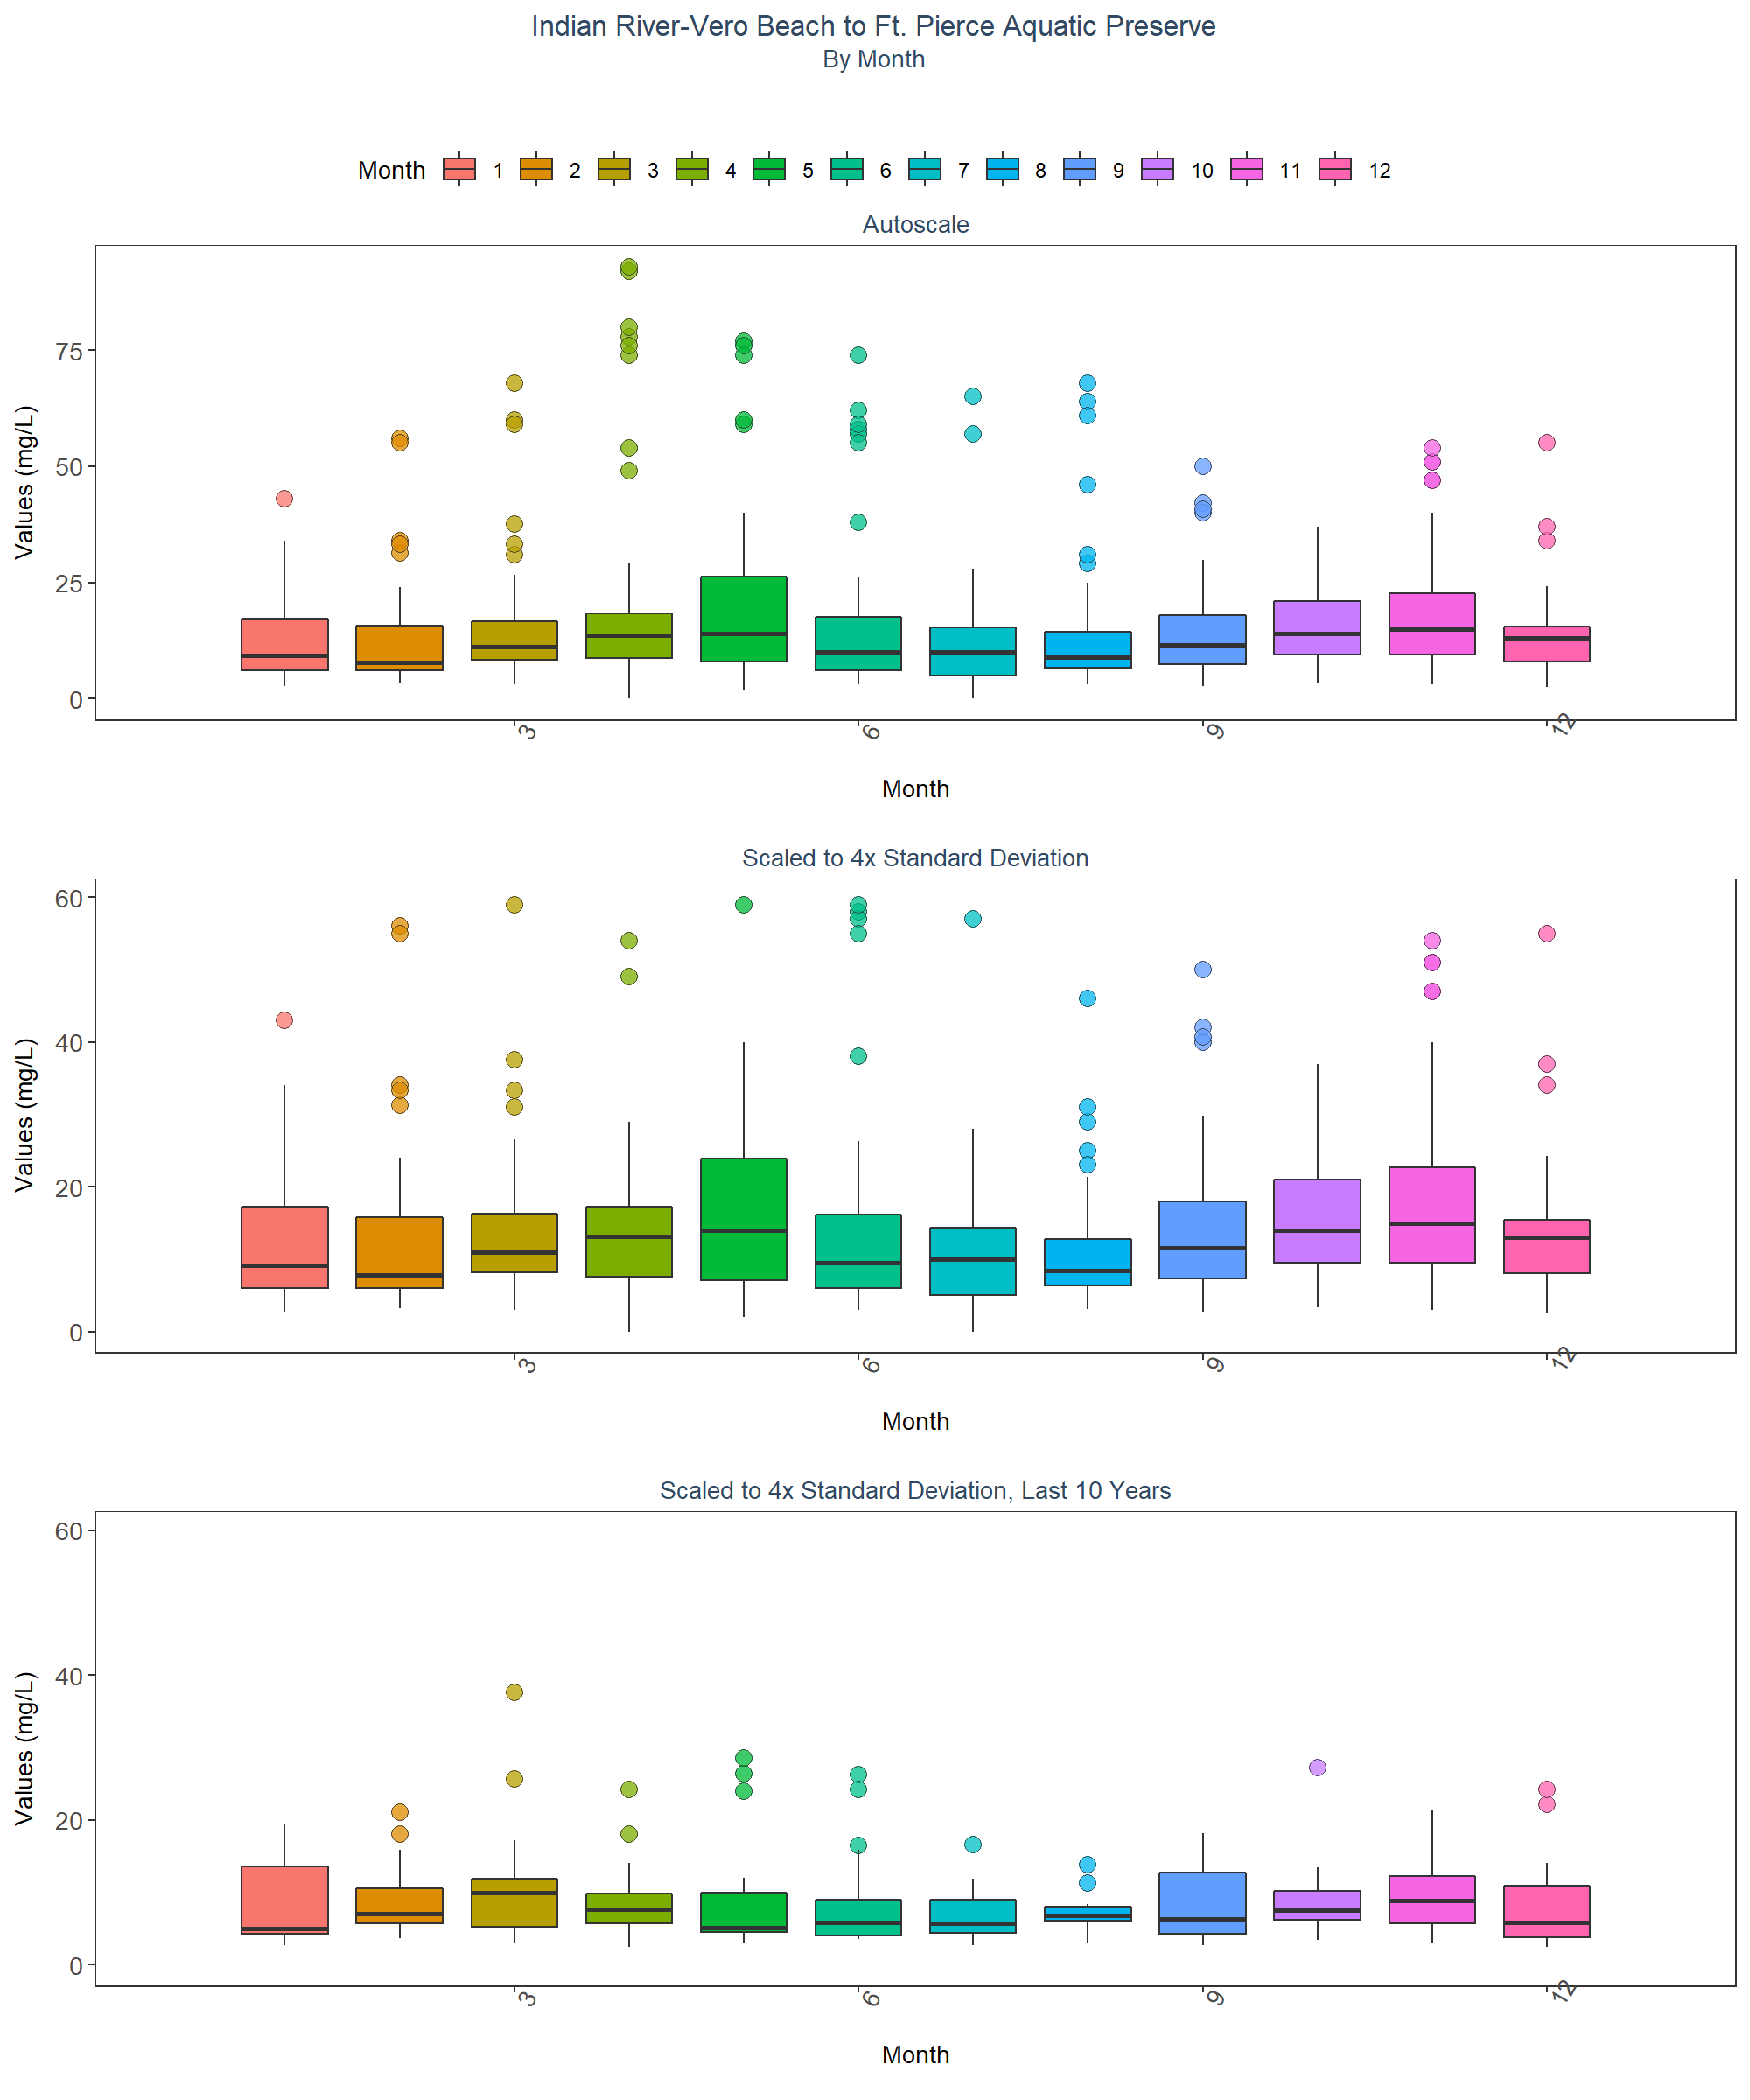 Indian River-Vero Beach to Ft. Pierce Aquatic Preserve
By Month
Month 1 2 3 4 5 6 7 8 9 10 11 12
Autoscale
Values (mg/L)
75
50
25
0
3 6 9 12
Month
Scaled to 4x Standard Deviation
Values (mg/L)
60
40
20
0
3 6 9 12
Month
Scaled to 4x Standard Deviation, Last 10 Years
Values (mg/L)
60
40
20
0
3 6 9 12
Month